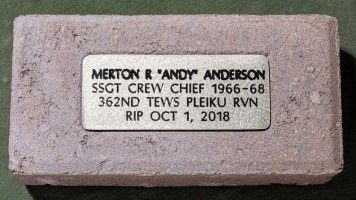 MERTON R "ANDY" ANDERSON
SSGT CREW CHIEF 1966-68
362ND TEWS PLEIKU RVN
RIP OCT 1, 2018